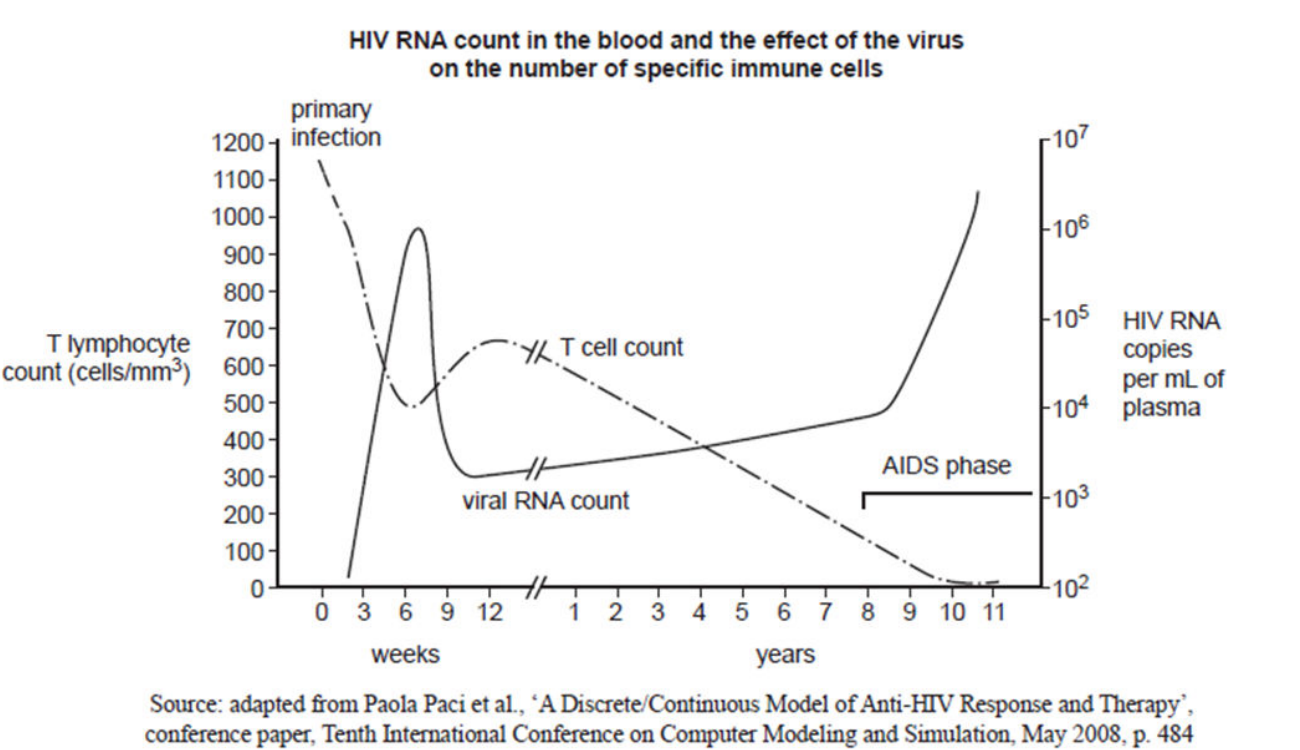 HIV RNA count in the blood and the effect of the virus
on the number of specific immune cells
primary
infection
1200
1100
1000
900
800
700
600
500
400
300
200
100
0
T lymphocyte
count (cells/mm³)
10⁷
10⁶
10⁵
10⁴
10³
10²
HIV RNA
copies
per mL of
plasma
T cell count
viral RNA count
AIDS phase
0 3 6 9 12 1 2 3 4 5 6 7 8 9 10 11
weeks years
Source: adapted from Paola Paci et al., ‘A Discrete/Continuous Model of Anti-HIV Response and Therapy’,
conference paper, Tenth International Conference on Computer Modeling and Simulation, May 2008, p. 484